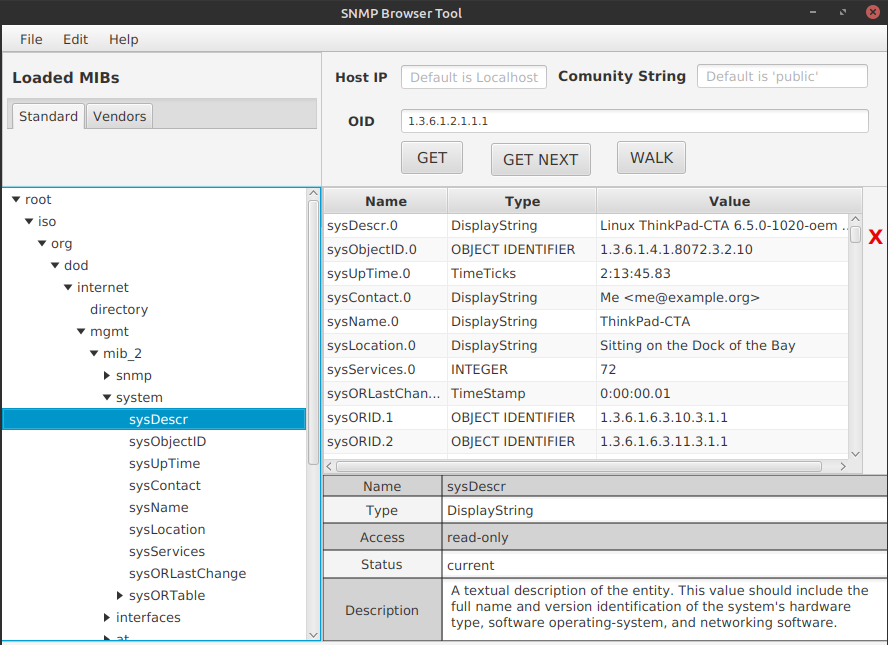 SNMP Browser Tool
File Edit Help
Loaded MIBs
Standard Vendors
Host IP Default is Localhost Comunity String Default is 'public'
OID 1.3.6.1.2.1.1.1
GET GET NEXT WALK
root
iso
org
dod
internet
directory
mgmt
mib_2
snmp
system
sysDescr
sysObjectID
sysUpTime
sysContact
sysName
sysLocation
sysServices
sysORLastChange
sysORTable
interfaces
at
Name Type Value
sysDescr.0 DisplayString Linux ThinkPad-CTA 6.5.0-1020-oem ...
sysObjectID.0 OBJECT IDENTIFIER 1.3.6.1.4.1.8072.3.2.10
sysUpTime.0 TimeTicks 2:13:45.83
sysContact.0 DisplayString Me <me@example.org>
sysName.0 DisplayString ThinkPad-CTA
sysLocation.0 DisplayString Sitting on the Dock of the Bay
sysServices.0 INTEGER 72
sysORLastChan... TimeStamp 0:00:00.01
sysORID.1 OBJECT IDENTIFIER 1.3.6.1.6.3.10.3.1.1
sysORID.2 OBJECT IDENTIFIER 1.3.6.1.6.3.11.3.1.1
X
Name sysDescr
Type DisplayString
Access read-only
Status current
Description
A textual description of the entity. This value should include the
full name and version identification of the system's hardware
type, software operating-system, and networking software.